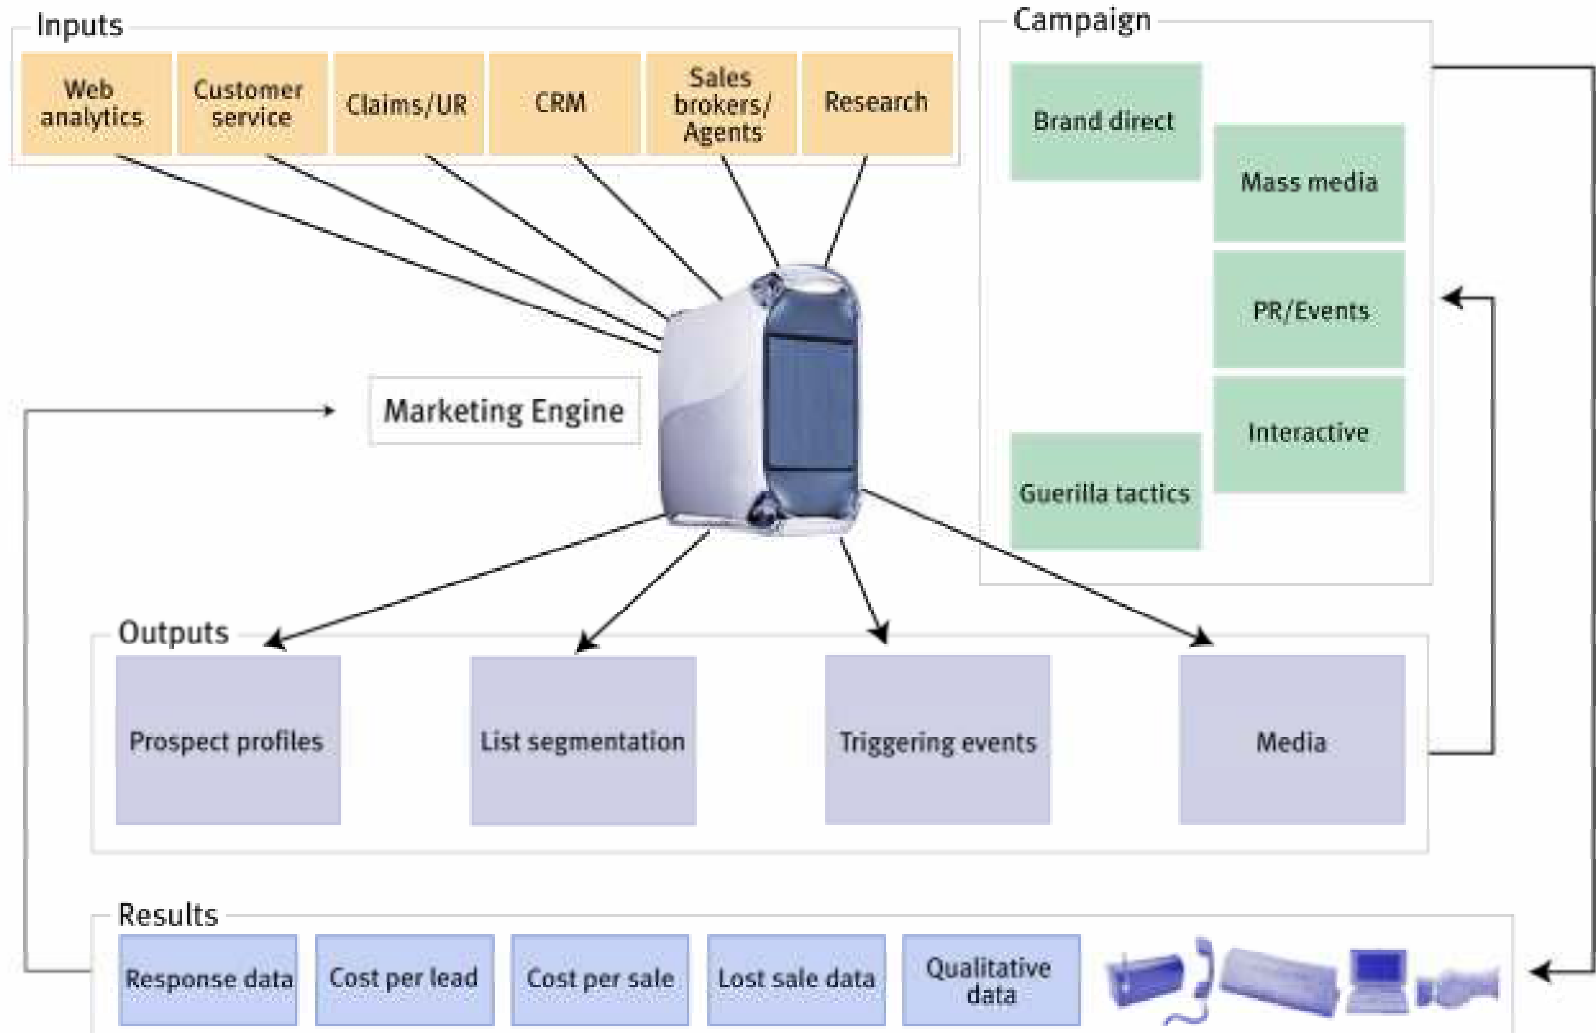 Inputs
Web
analytics
Customer
service
Claims/UR
CRM
Sales
brokers/
Agents
Research
Campaign
Brand direct
Mass media
PR/Events
Interactive
Guerilla tactics
Marketing Engine
Outputs
Prospect profiles
List segmentation
Triggering events
Media
Results
Response data
Cost per lead
Cost per sale
Lost sale data
Qualitative
data